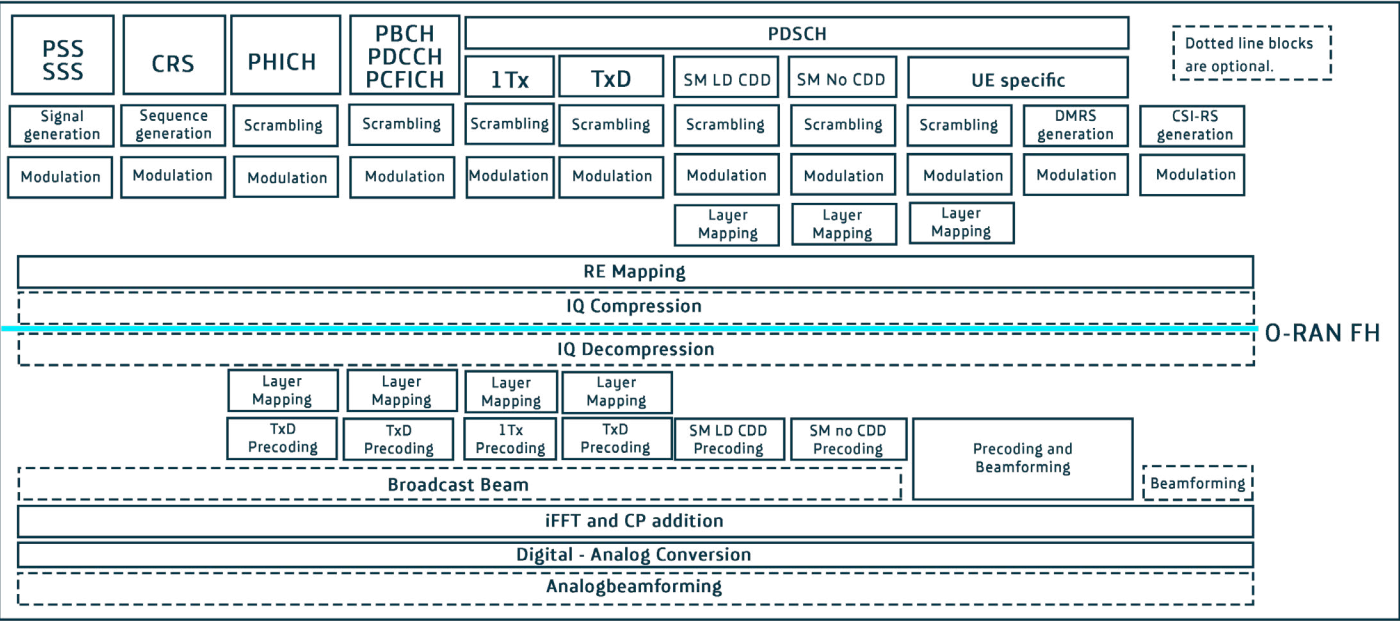 PSS
SSS
CRS
PHICH
PBCH
PDCCH
PCFICH
PDSCH
1Tx
TxD
SM LD CDD
SM No CDD
UE specific
Dotted line blocks
are optional.
Signal
generation
Sequence
generation
Scrambling
Scrambling
Scrambling
Scrambling
Scrambling
Scrambling
Scrambling
DMRS
generation
CSI-RS
generation
Modulation
Modulation
Modulation
Modulation
Modulation
Modulation
Modulation
Modulation
Modulation
Modulation
Modulation
Layer
Mapping
Layer
Mapping
Layer
Mapping
RE Mapping
IQ Compression
O-RAN FH
IQ Decompression
Layer
Mapping
Layer
Mapping
Layer
Mapping
Layer
Mapping
TxD
Precoding
TxD
Precoding
1Tx
Precoding
TxD
Precoding
SM LD CDD
Precoding
SM no CDD
Precoding
Precoding and
Beamforming
Broadcast Beam
Beamforming
iFFT and CP addition
Digital - Analog Conversion
Analogbeamforming